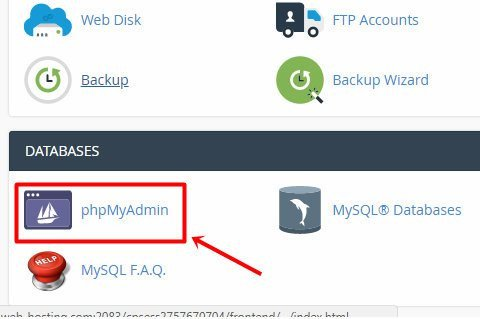 Web Disk
FTP Accounts
Backup
Backup Wizard
DATABASES
phpMyAdmin
MySQL® Databases
HELP
MySQL F.A.Q.